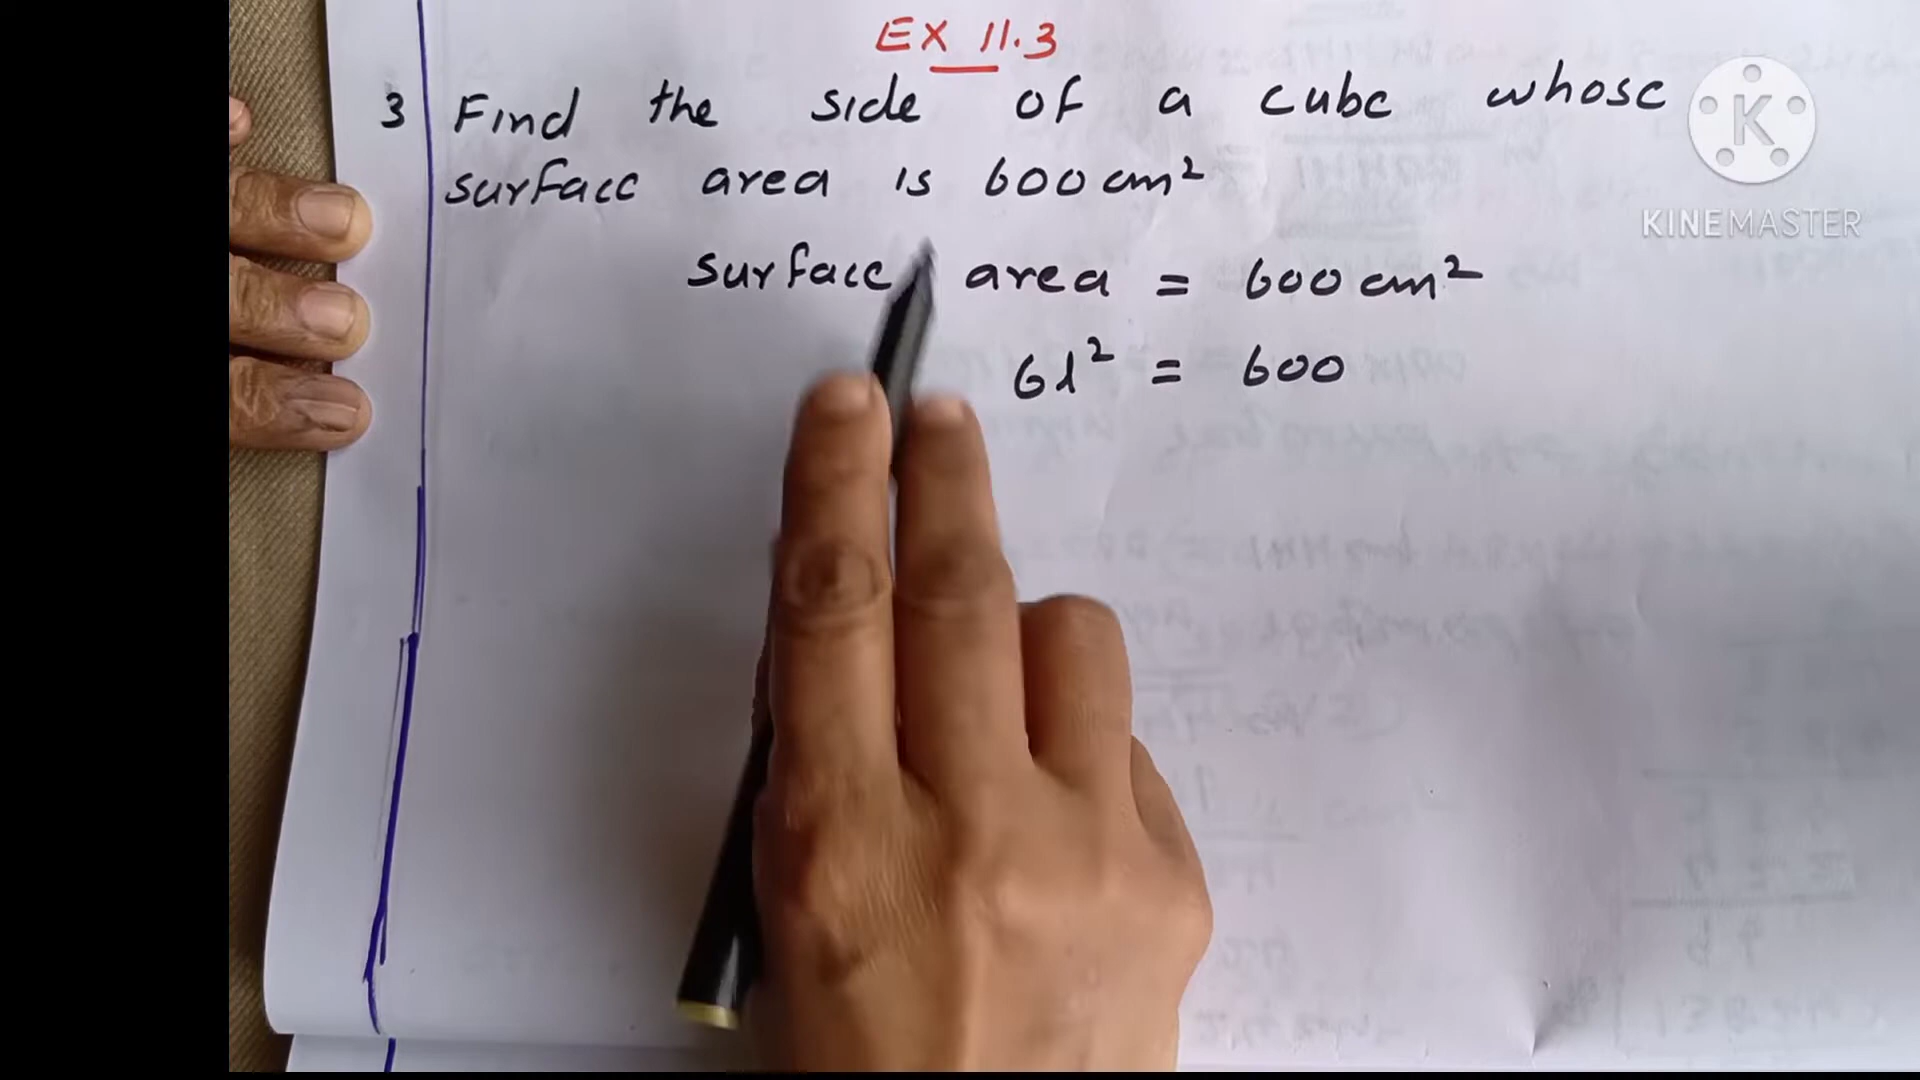 EX 11.3
3 Find the side of a cube whose
surface area is 600 cm²
surface area = 600 cm²
6l² = 600
K
KINEMASTER